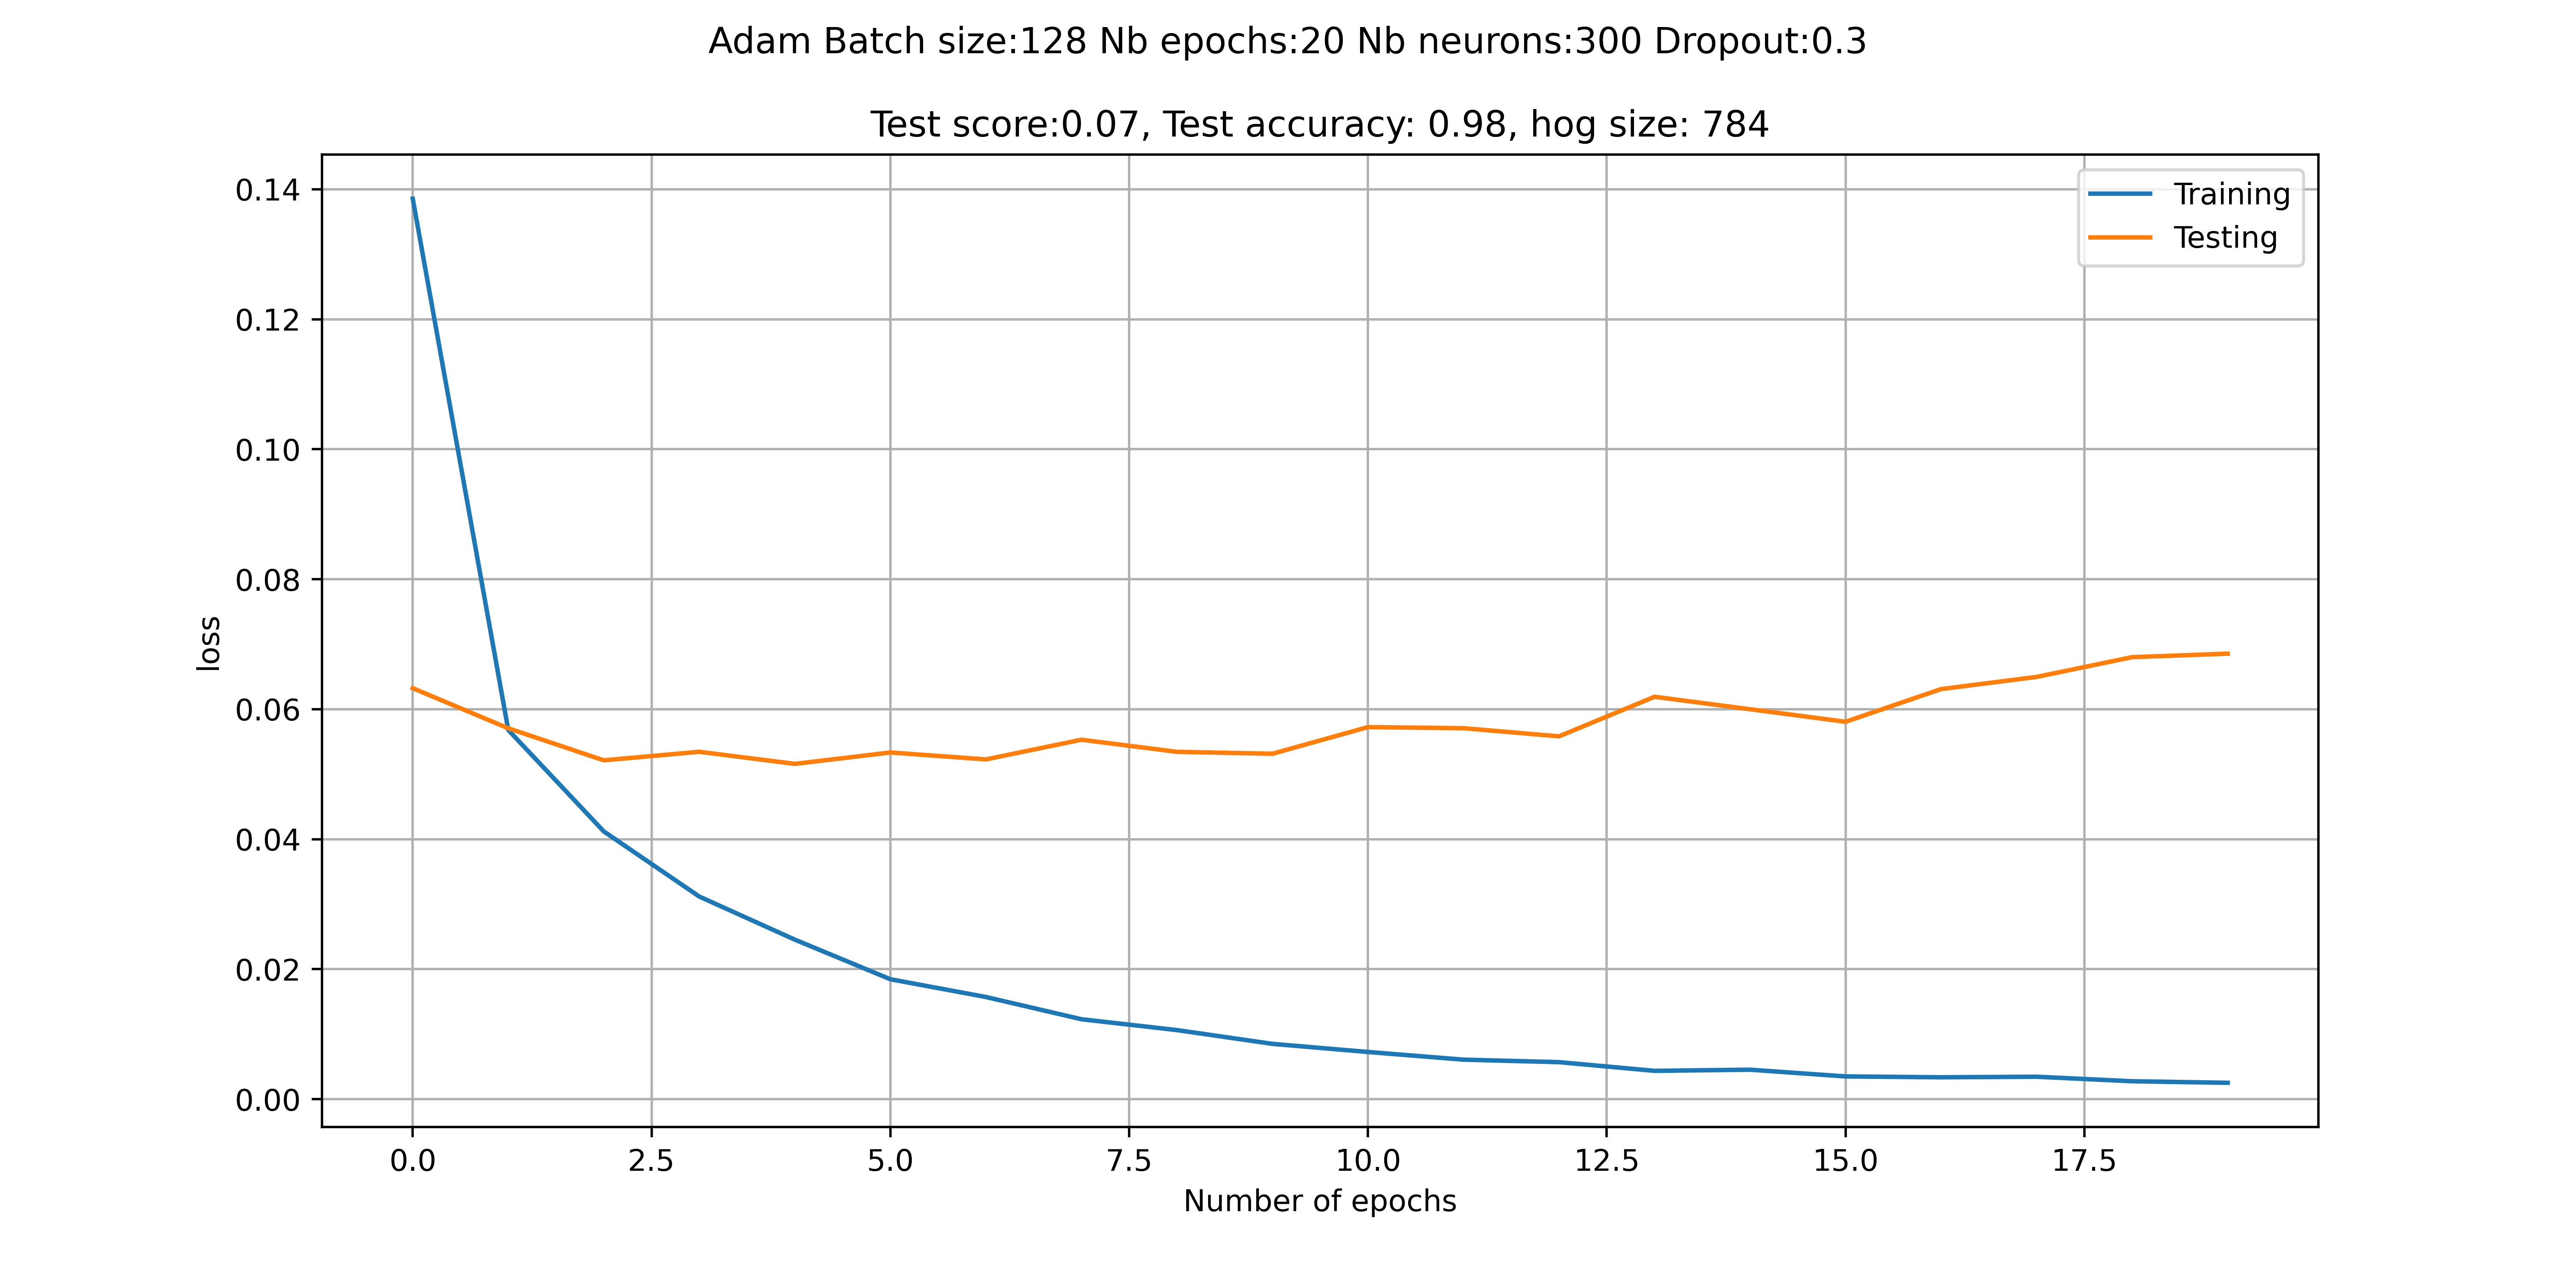 Adam Batch size:128 Nb epochs:20 Nb neurons:300 Dropout:0.3
Test score:0.07, Test accuracy: 0.98, hog size: 784
Training
Testing
0.14
0.12
0.10
0.08
0.06
0.04
0.02
0.00
loss
0.0 2.5 5.0 7.5 10.0 12.5 15.0 17.5
Number of epochs